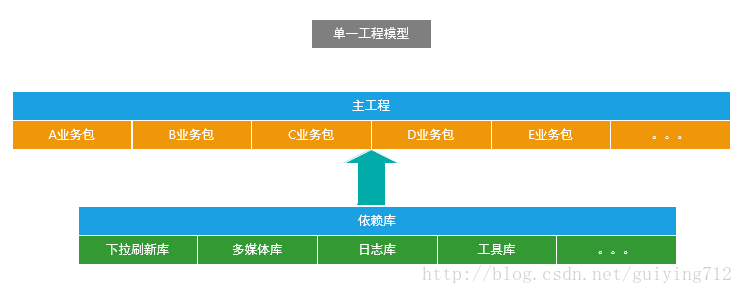 单一工程模型
主工程
A业务包 B业务包 C业务包 D业务包 E业务包 。。。
依赖库
下拉刷新库 多媒体库 日志库 工具库 。。。
http://blog.csdn.net/guiying712